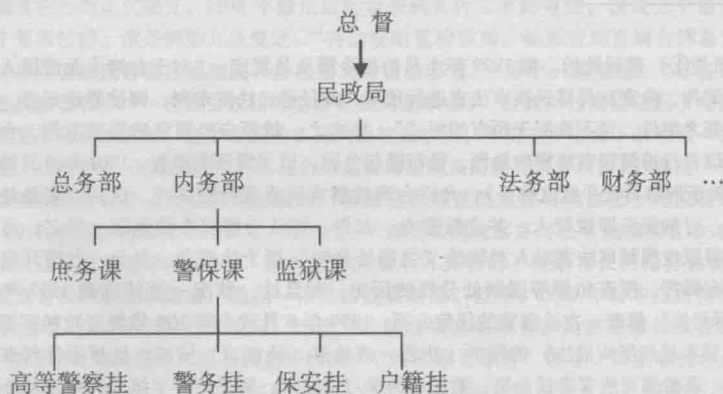 总督
民政局
总务部 内务部 法务部 财务部 …
庶务课 警保课 监狱课
高等警察挂 警务挂 保安挂 户籍挂